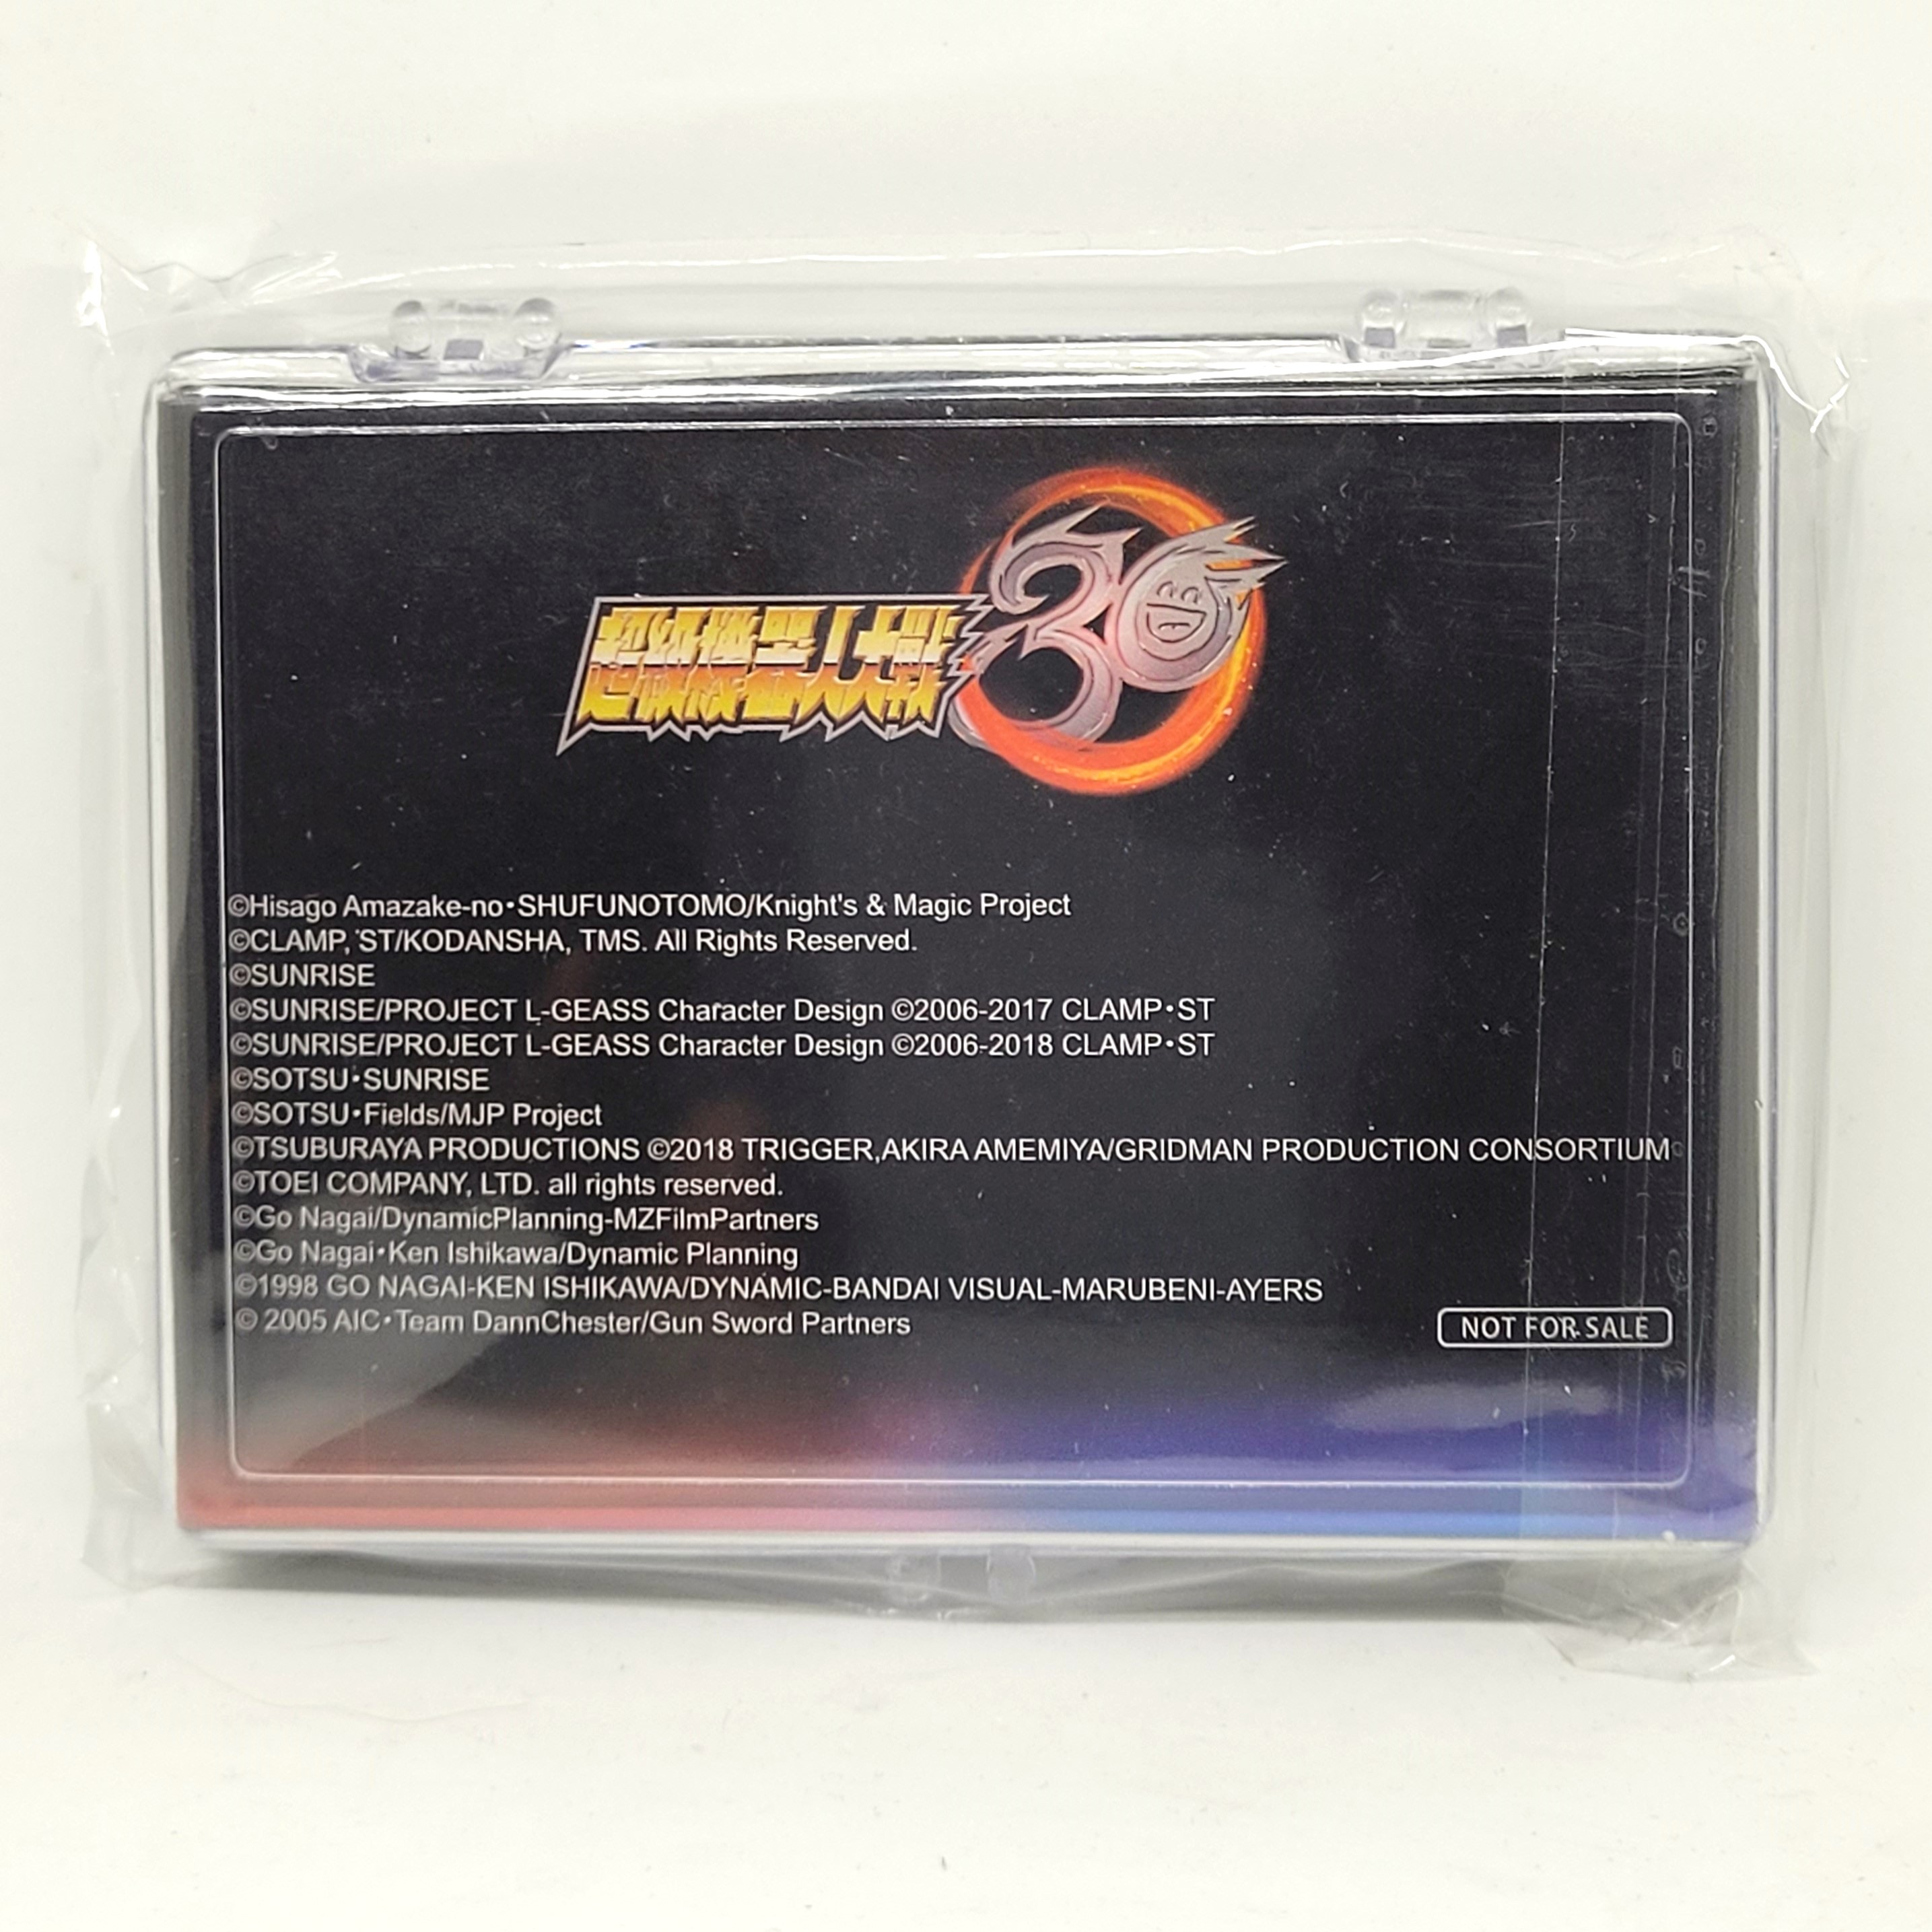 超級機器人大戰30
©Hisago Amazake-no•SHUFUNOTOMO/Knight's & Magic Project
©CLAMP, ST/KODANSHA, TMS. All Rights Reserved.
©SUNRISE
©SUNRISE/PROJECT L-GEASS Character Design ©2006-2017 CLAMP•ST
©SUNRISE/PROJECT L-GEASS Character Design ©2006-2018 CLAMP•ST
©SOTSU•SUNRISE
©SOTSU•Fields/MJP Project
©TSUBURAYA PRODUCTIONS ©2018 TRIGGER,AKIRA AMEMIYA/GRIDMAN PRODUCTION CONSORTIUM
©TOEI COMPANY, LTD. all rights reserved.
©Go Nagai/DynamicPlanning-MZFilmPartners
©Go Nagai•Ken Ishikawa/Dynamic Planning
©1998 GO NAGAI-KEN ISHIKAWA/DYNAMIC-BANDAI VISUAL-MARUBENI-AYERS
© 2005 AIC•Team DannChester/Gun Sword Partners
NOT FOR SALE